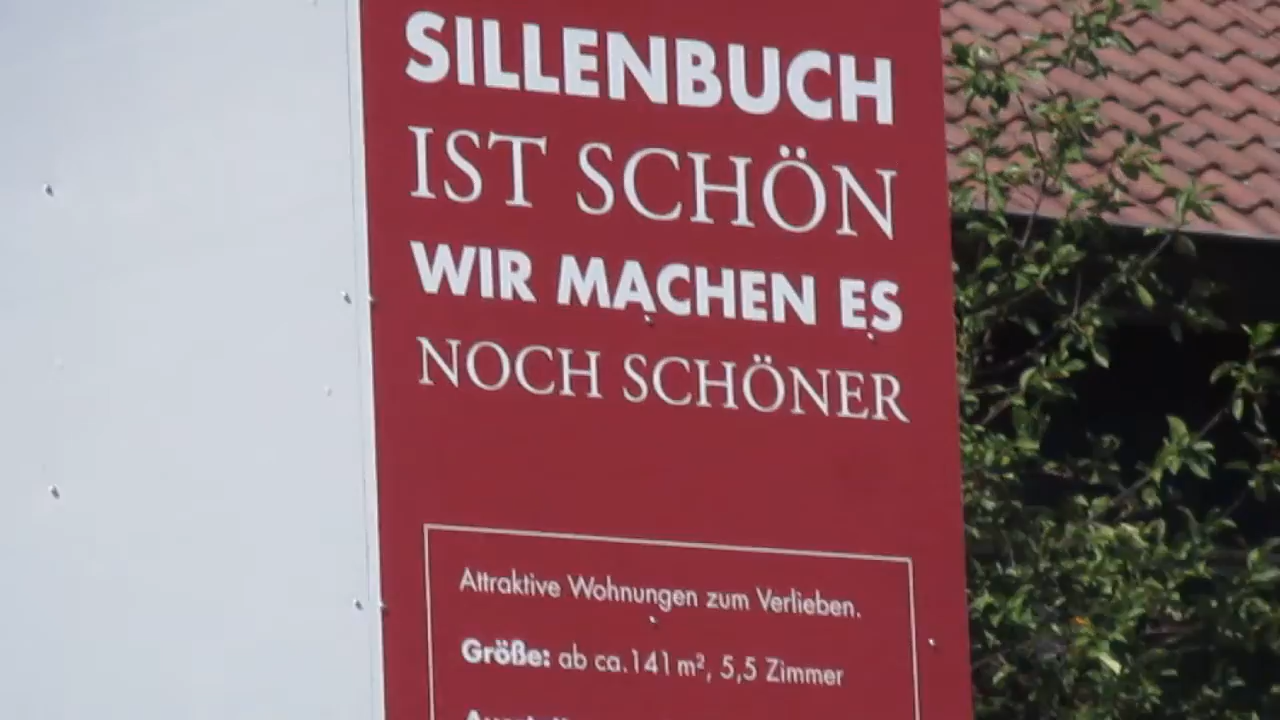 SILLENBUCH
IST SCHÖN
WIR MACHEN ES
NOCH SCHÖNER
Attraktive Wohnungen zum Verlieben.
Größe: ab ca. 141 m², 5,5 Zimmer